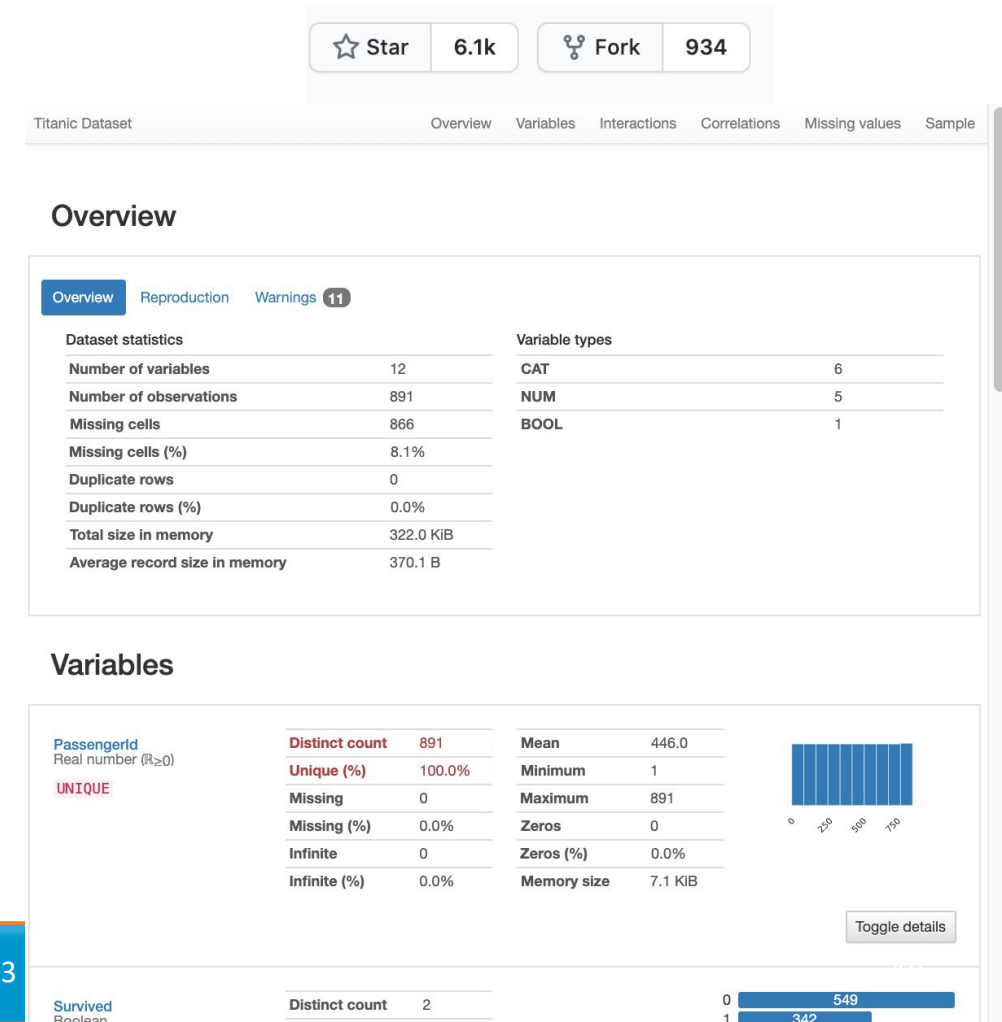 Star 6.1k Fork 934
Titanic Dataset Overview Variables Interactions Correlations Missing values Sample
Overview
Overview Reproduction Warnings 11
Dataset statistics Variable types
Number of variables 12 CAT 6
Number of observations 891 NUM 5
Missing cells 866 BOOL 1
Missing cells (%) 8.1%
Duplicate rows 0
Duplicate rows (%) 0.0%
Total size in memory 322.0 KiB
Average record size in memory 370.1 B
Variables
PassengerId Distinct count 891 Mean 446.0
Real number (ℝ≥0) Unique (%) 100.0% Minimum 1
UNIQUE Missing 0 Maximum 891
Missing (%) 0.0% Zeros 0
Infinite 0 Zeros (%) 0.0%
Infinite (%) 0.0% Memory size 7.1 KiB
0 250 500 750
Toggle details
3
Survived Distinct count 2 0 549
Boolean 1 342